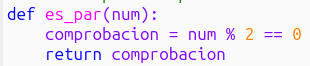 def es_par(num):
    comprobacion = num % 2 == 0
    return comprobacion